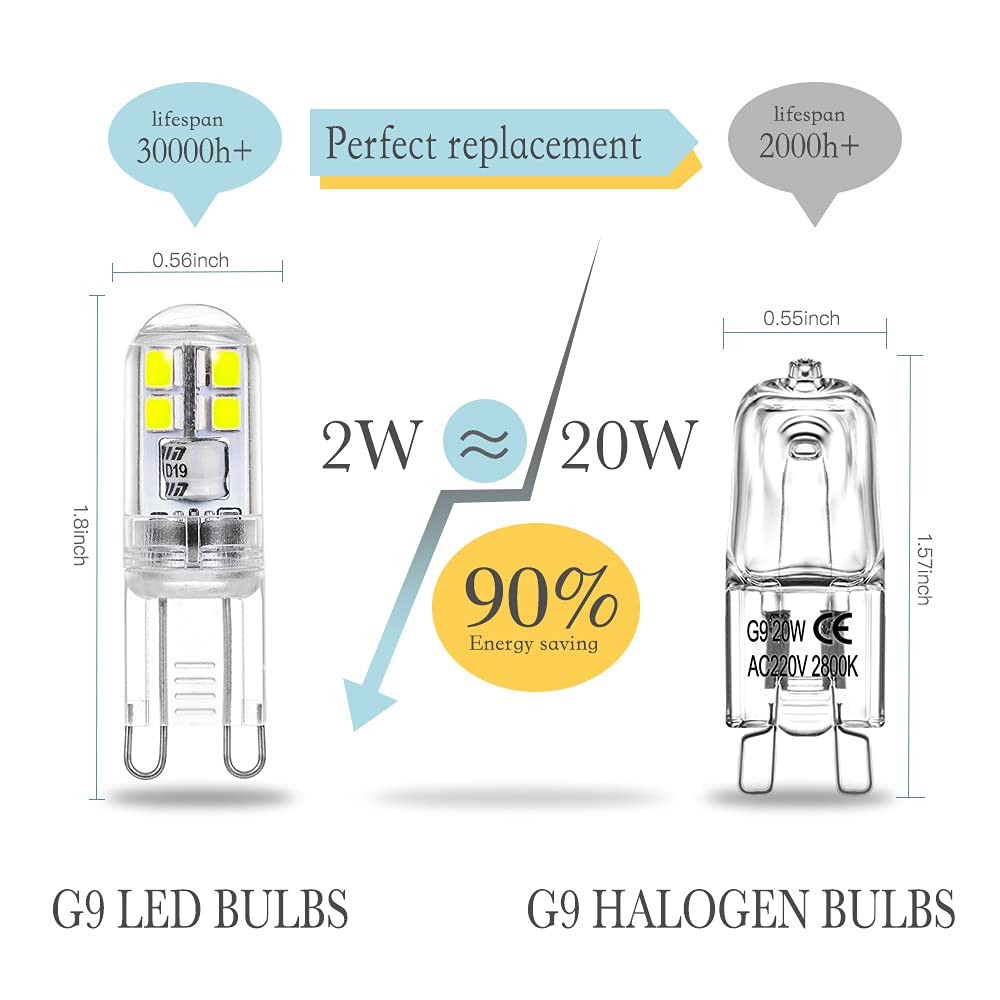 lifespan
30000h+
Perfect replacement
lifespan
2000h+
0.56inch
0.55inch
1.8inch
D19
2W ≈ 20W
90%
Energy saving
1.57inch
G9 20W CE
AC220V 2800K
G9 LED BULBS
G9 HALOGEN BULBS